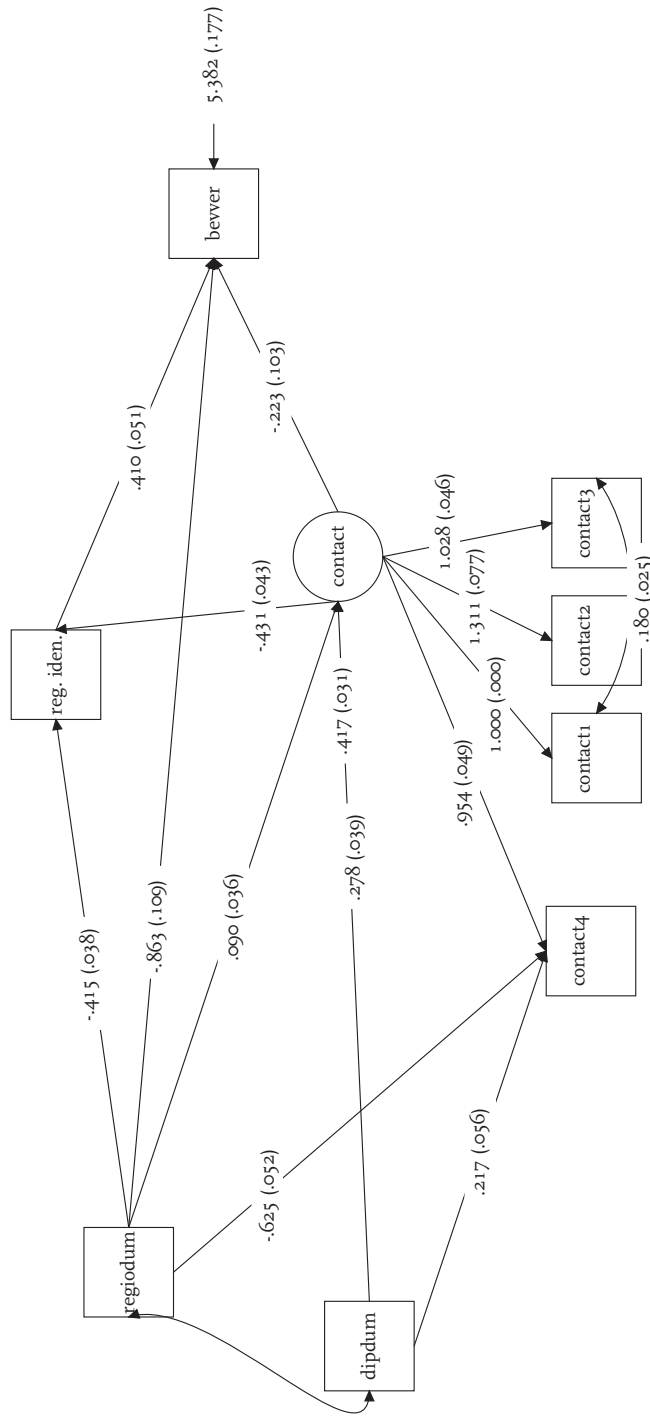 5.382 (.177)
bevver
.410 (.051)
-.223 (.103)
reg. iden.
-.431 (.043)
contact
1.028 (.046)
1.311 (.077)
1.000 (.000)
.954 (.049)
contact3
contact2
contact1
.180 (.025)
.417 (.031)
.278 (.039)
.090 (.036)
-.863 (.109)
-.415 (.038)
contact4
-.625 (.052)
.217 (.056)
regiodum
dipdum